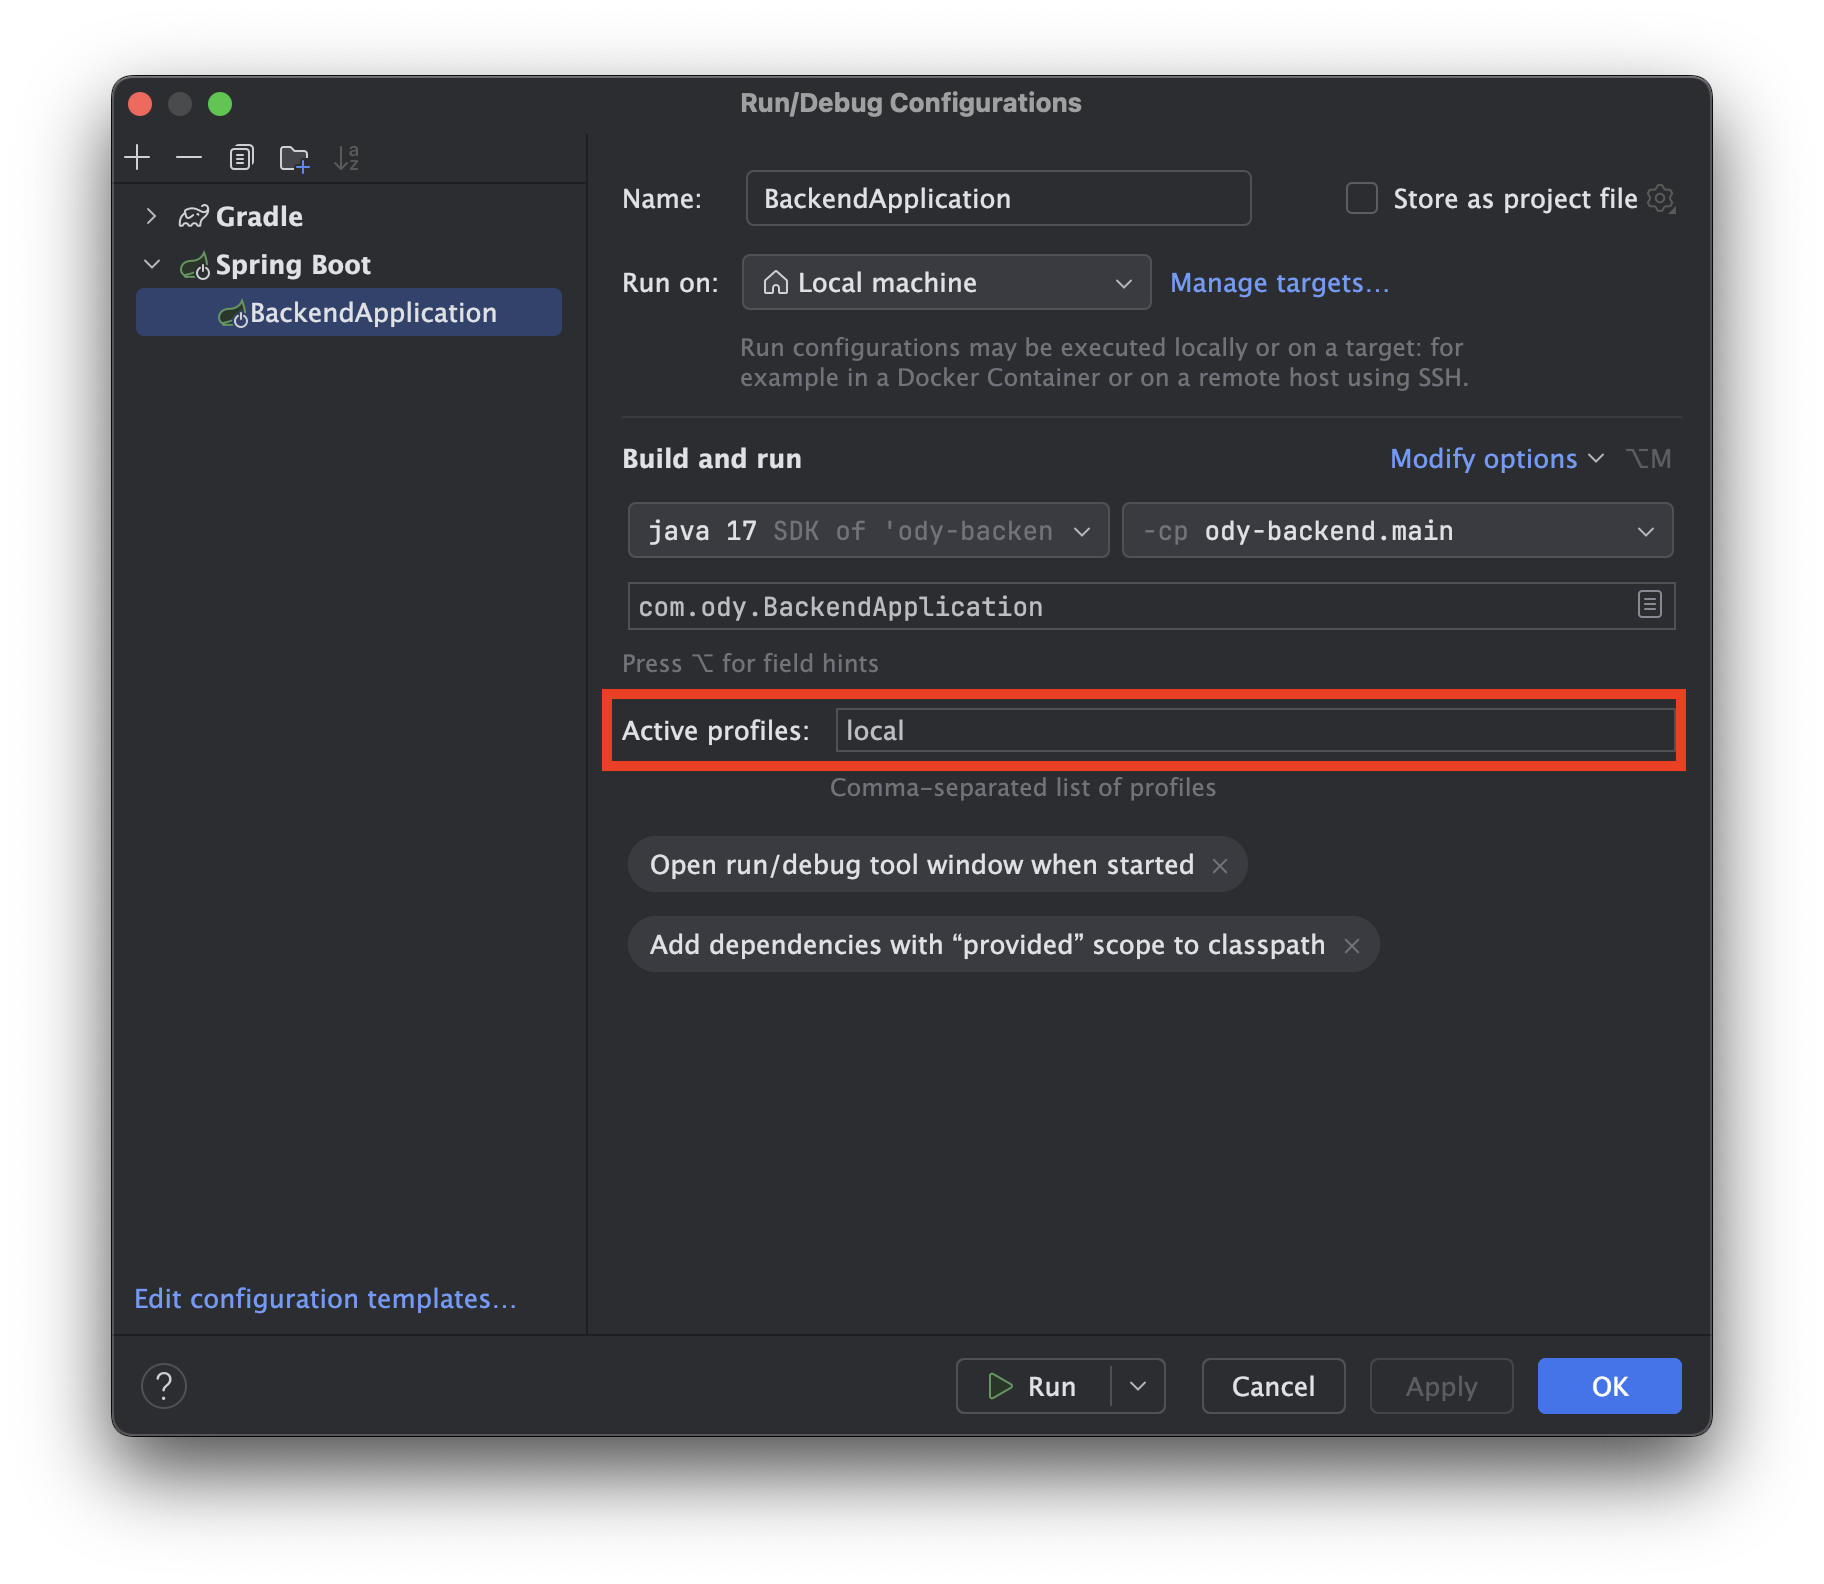 Run/Debug Configurations
Gradle
Spring Boot
BackendApplication
Edit configuration templates...
Name: BackendApplication Store as project file
Run on: Local machine Manage targets...
Run configurations may be executed locally or on a target: for
example in a Docker Container or on a remote host using SSH.
Build and run Modify options ⌥M
java 17 SDK of 'ody-backen -cp ody-backend.main
com.ody.BackendApplication
Press ⌥ for field hints
Active profiles: local
Comma-separated list of profiles
Open run/debug tool window when started ×
Add dependencies with “provided” scope to classpath ×
? Run Cancel Apply OK